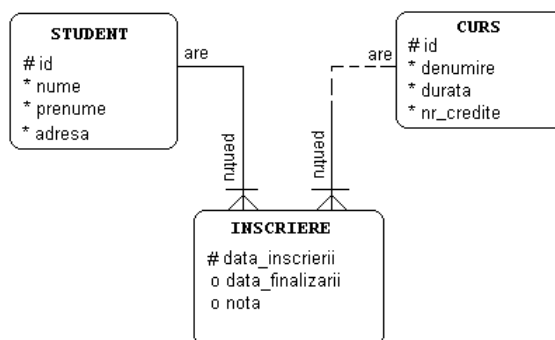 STUDENT
# id
* nume
* prenume
* adresa
are
are
CURS
# id
* denumire
* durata
* nr_credite
pentru
pentru
INSCRIERE
# data_inscrierii
o data_finalizarii
o nota